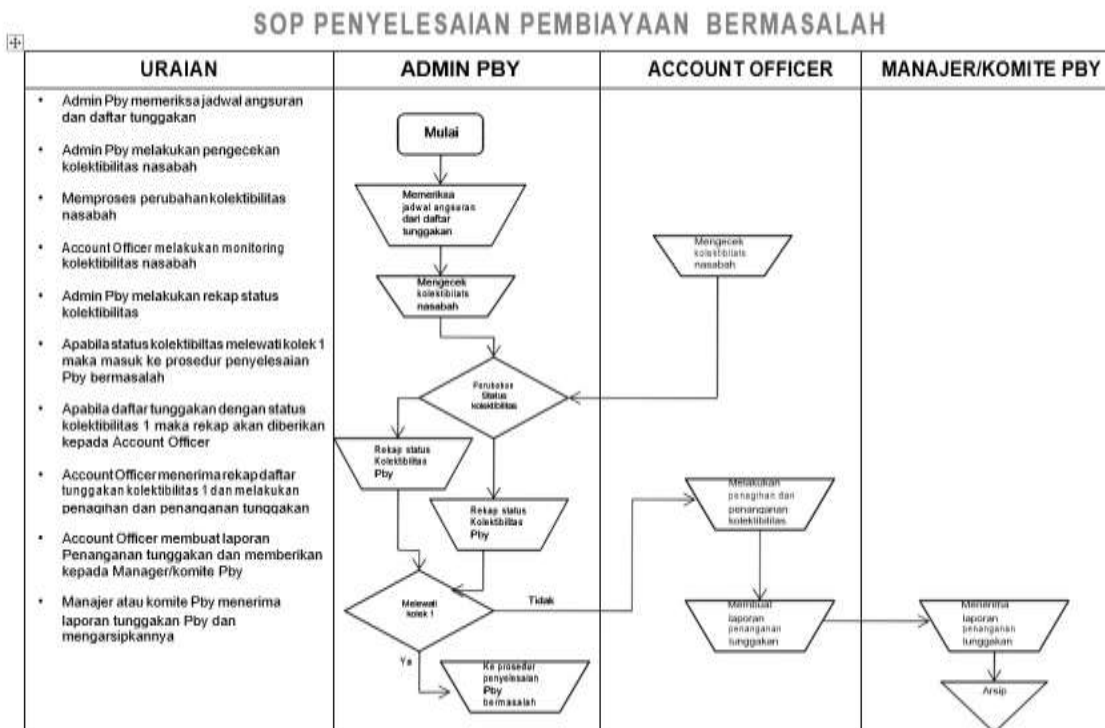 SOP PENYELESAIAN PEMBIAYAAN BERMASALAH
URAIAN
ADMIN PBY
ACCOUNT OFFICER
MANAJER/KOMITE PBY
• Admin Pby memeriksa jadwal angsuran
dan daftar tunggakan
• Admin Pby melakukan pengecekan
kolektibilitas nasabah
• Memproses perubahan kolektibilitas
nasabah
• Account Officer melakukan monitoring
kolektibilitas nasabah
• Admin Pby melakukan rekap status
kolektibilitas
• Apabila status kolektibiltas melewati kolek 1
maka masuk ke prosedur penyelesaian
Pby bermasalah
• Apabila daftar tunggakan dengan status
kolektibilitas 1 maka rekap akan diberikan
kepada Account Officer
• Account Officer menerima rekap daftar
tunggakan kolektibilitas 1 dan melakukan
penagihan dan penanganan tunggakan
• Account Officer membuat laporan
Penanganan tunggakan dan memberikan
kepada Manager/komite Pby
• Manajer atau komite Pby menerima
laporan tunggakan Pby dan
mengarsipkannya
Mulai
Memeriksa
jadwal angsuran
dari daftar
tunggakan
Mengecek
kolektibilats
nasabah
Status
kolektibilitas
Rekap status
Kolektibilitas
Pby
Rekap status
Kolektibilitas
Pby
Melewati
kolek 1
Tidak
Ya
Ke prosedur
penyelesaian
Pby
bermasalah
Mengecek
kolektibilats
nasabah
Melakukan
penagihan dan
penanganan
kolektibilitas
Membuat
laporan
penanganan
tunggakan
Menerima
laporan
penanganan
tunggakan
Arsip